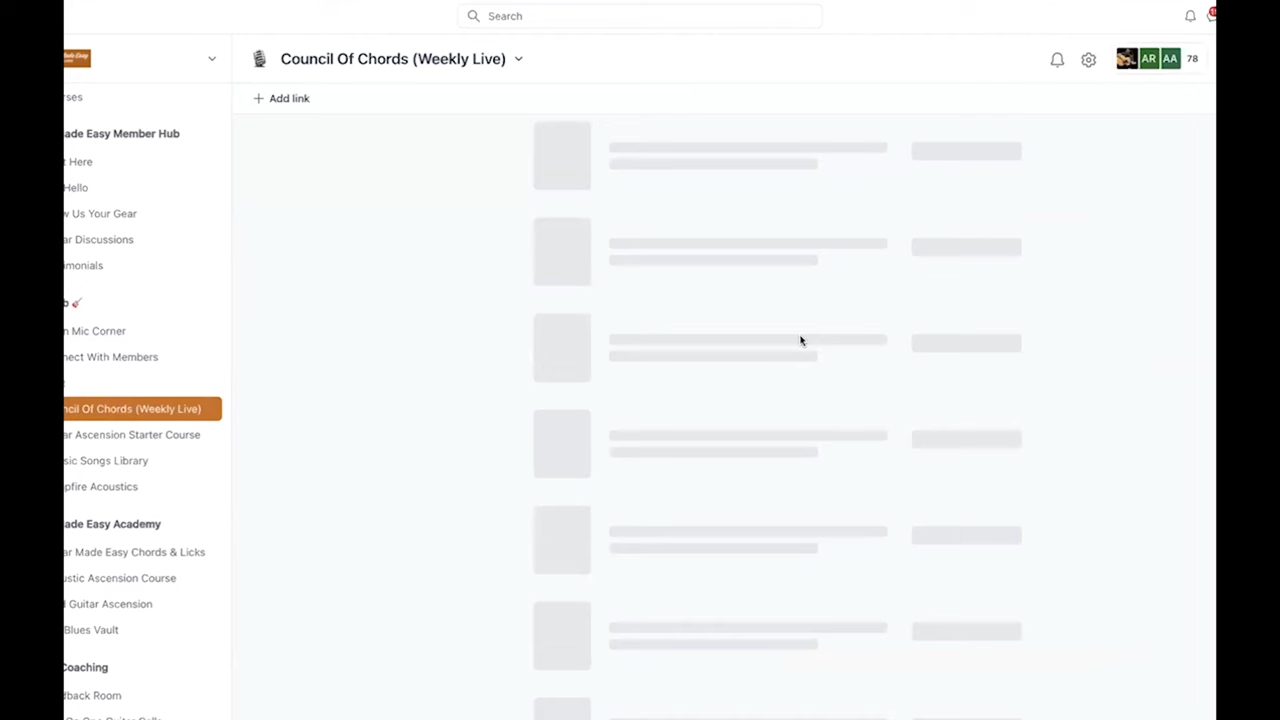 Search
Council Of Chords (Weekly Live)
AR AA 78
Add link
rses
ade Easy Member Hub
t Here
Hello
w Us Your Gear
ar Discussions
imonials
b
n Mic Corner
nect With Members
ncil Of Chords (Weekly Live)
ar Ascension Starter Course
sic Songs Library
pfire Acoustics
ade Easy Academy
ar Made Easy Chords & Licks
ustic Ascension Course
d Guitar Ascension
Blues Vault
Coaching
dback Room